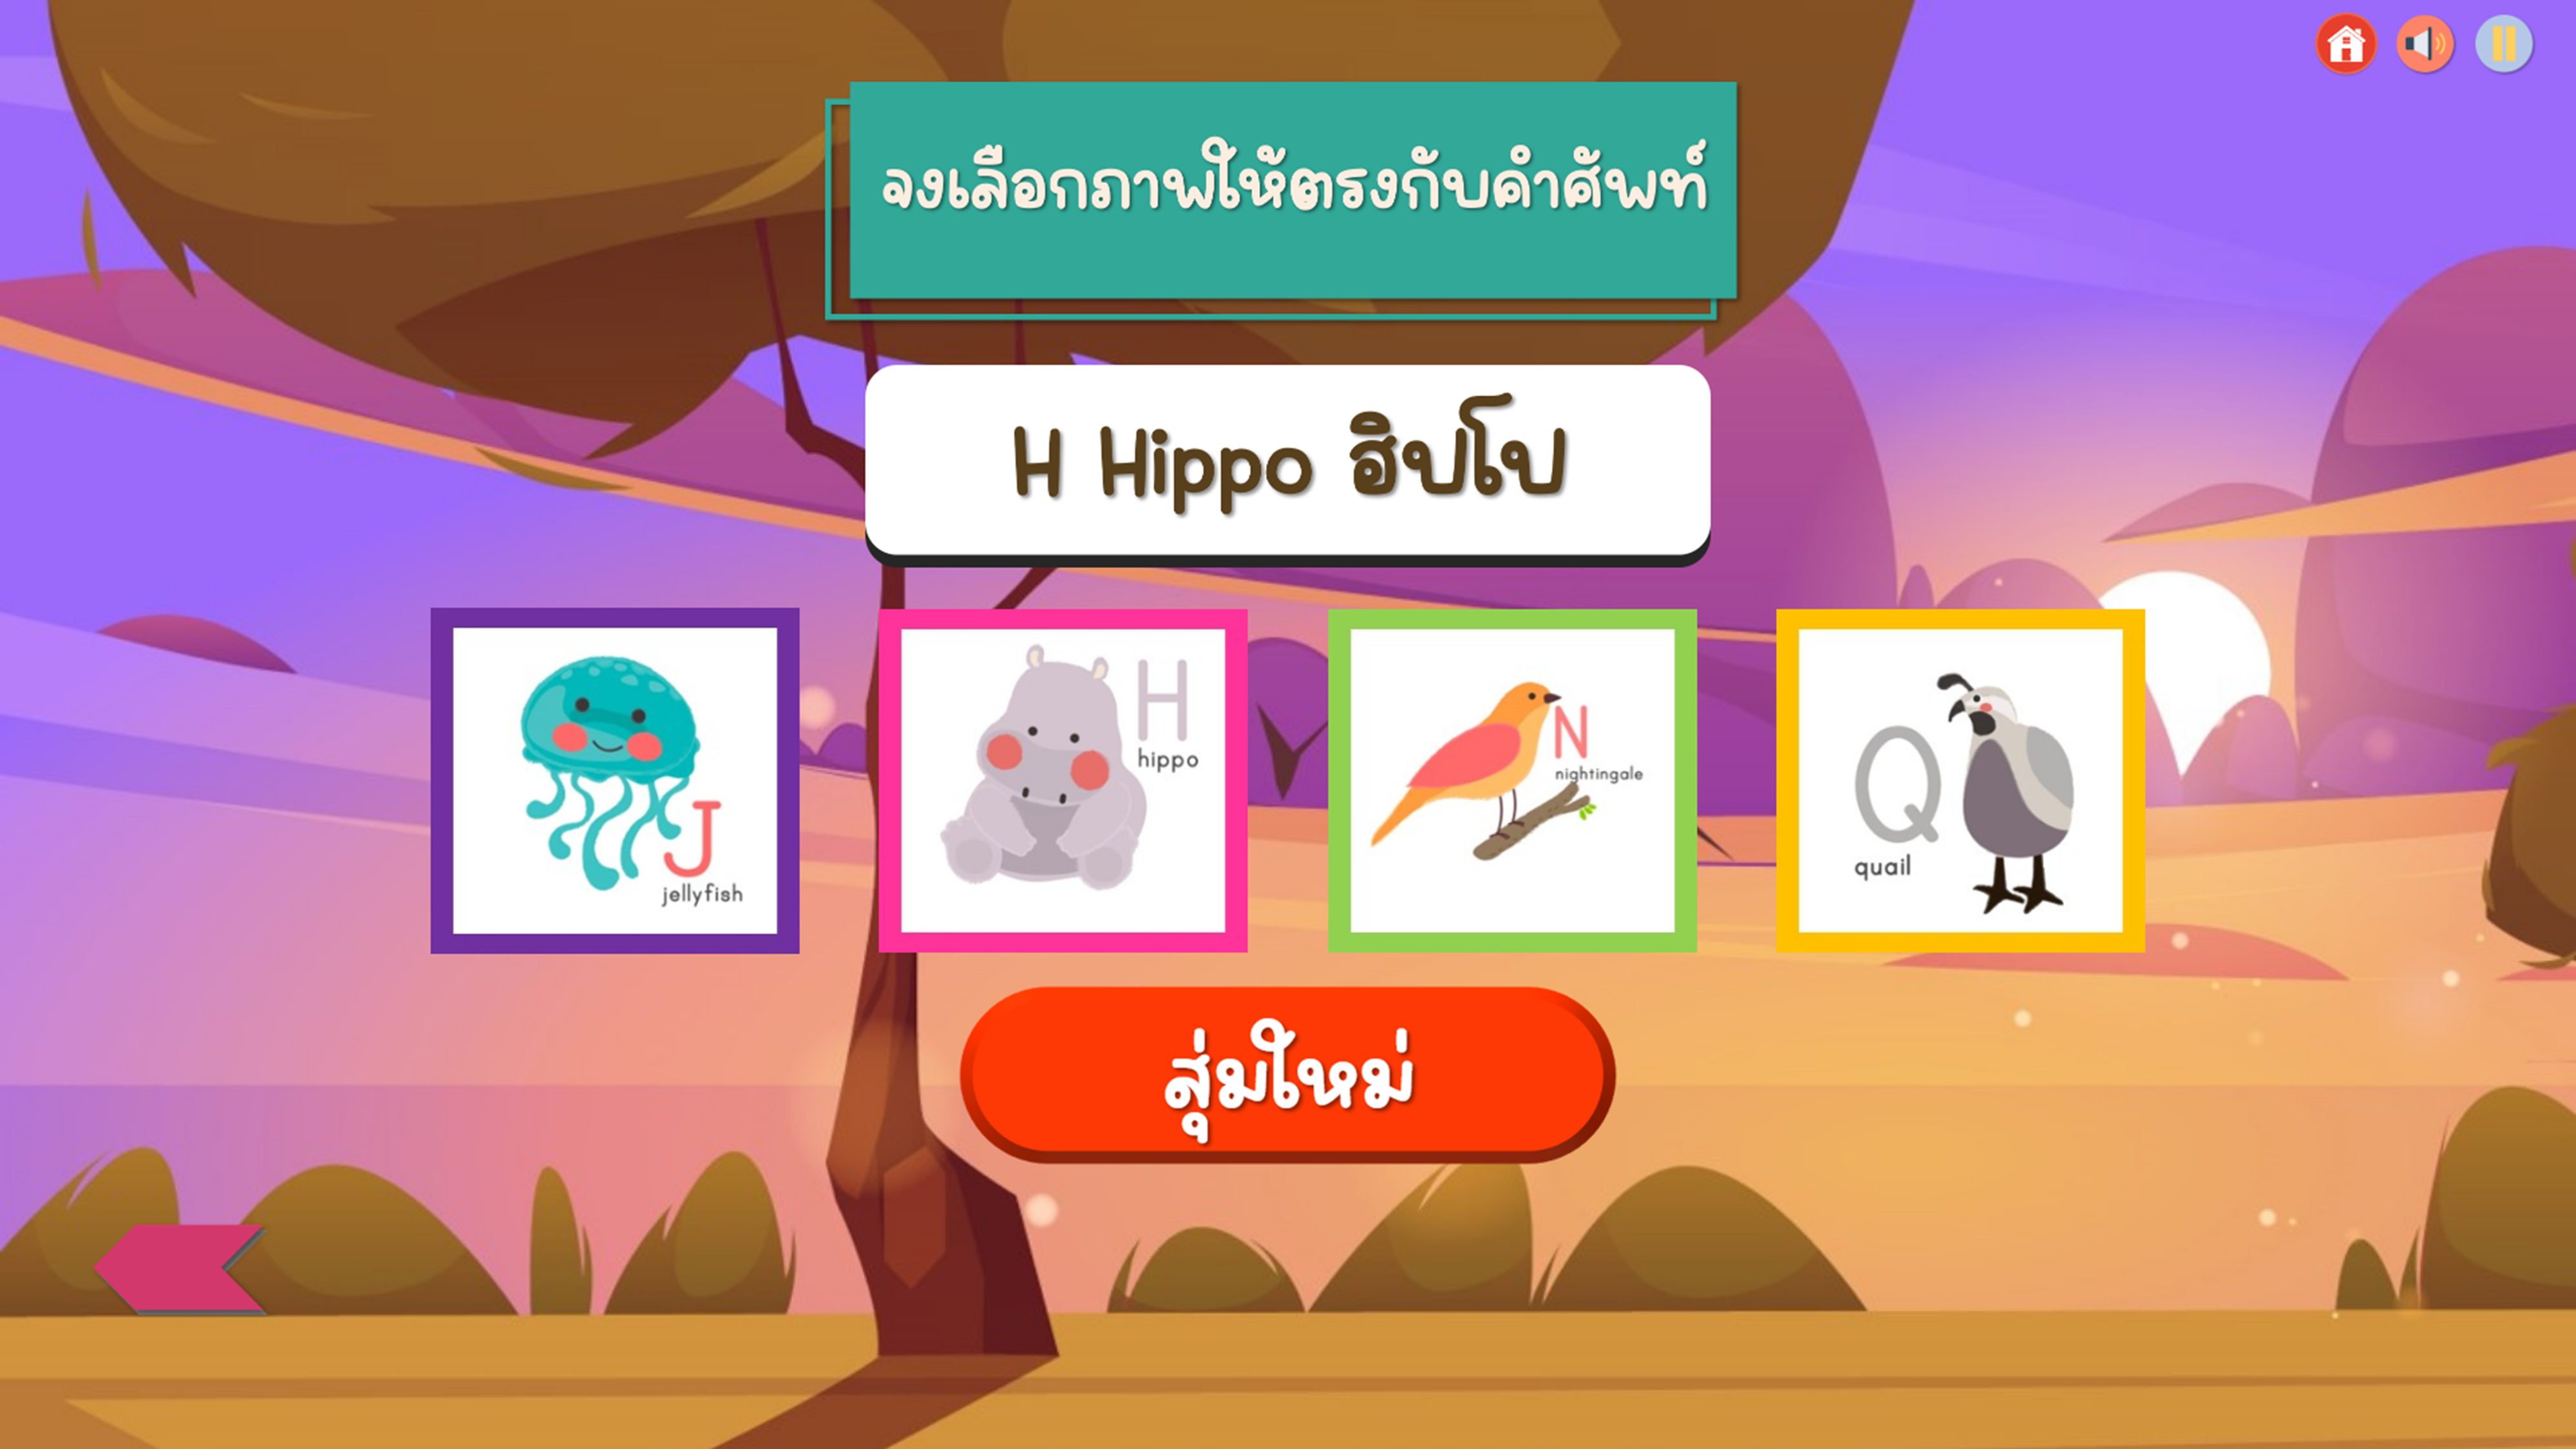 จงเลือกภาพให้ตรงกับคำศัพท์
H Hippo ฮิปโป
J
jellyfish
H
hippo
N
nightingale
Q
quail
สุ่มใหม่